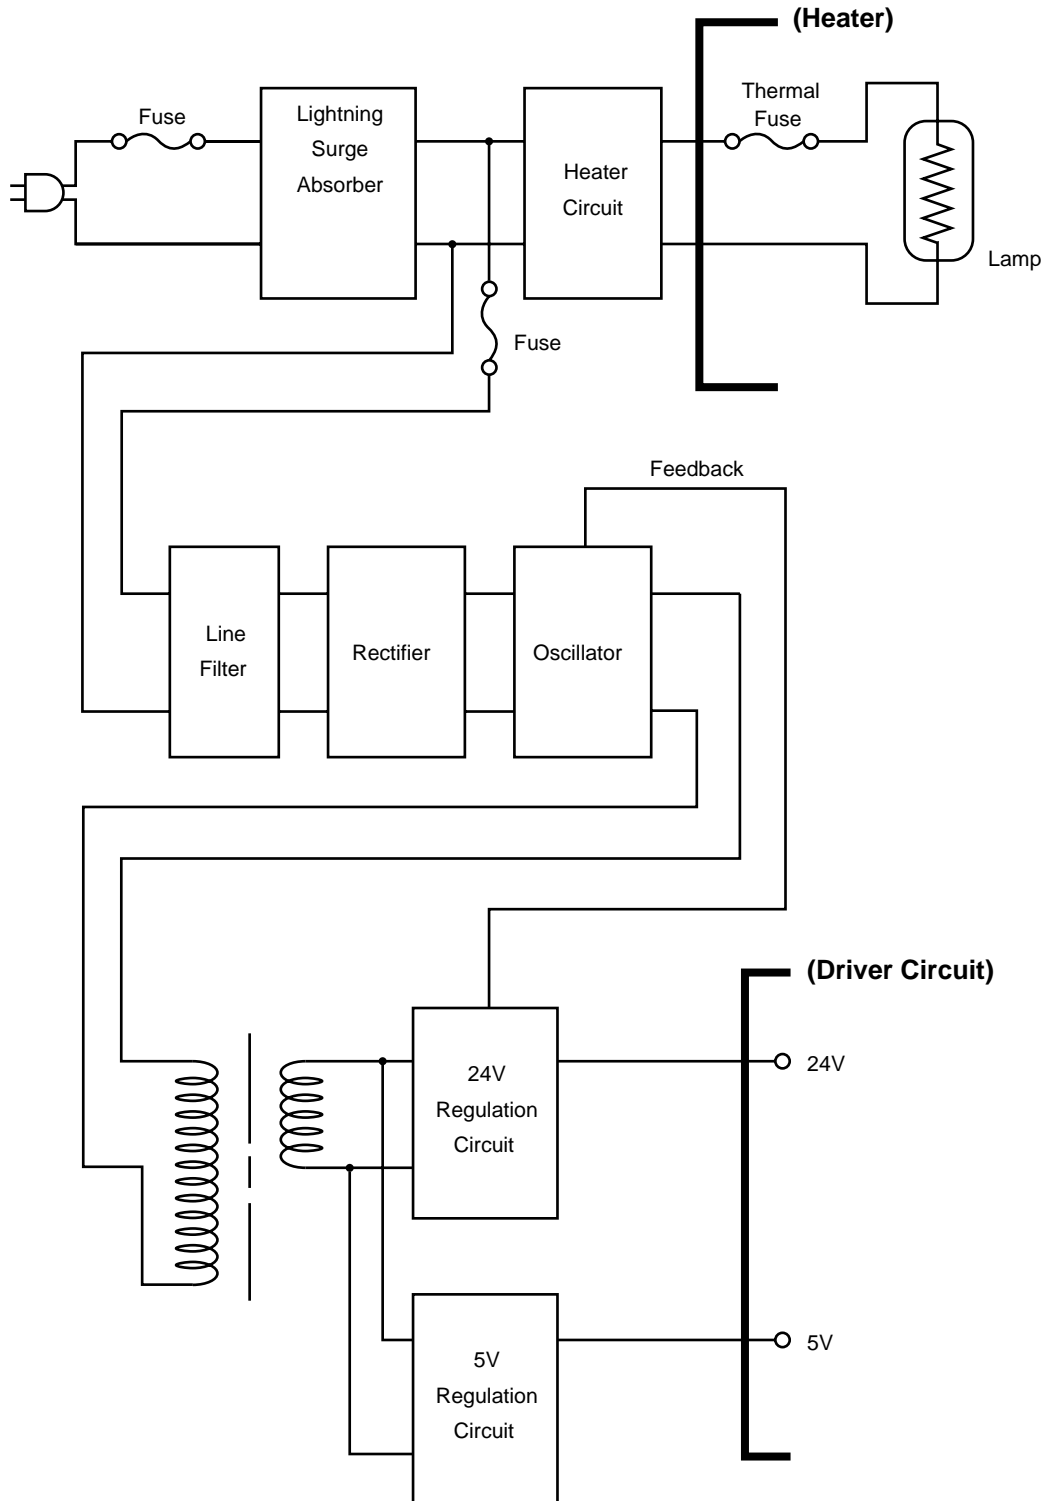 (Heater)
Fuse
Lightning
Surge
Absorber
Thermal
Fuse
Heater
Circuit
Lamp
Fuse
Feedback
Line
Filter
Rectifier
Oscillator
(Driver Circuit)
24V
Regulation
Circuit
24V
5V
Regulation
Circuit
5V